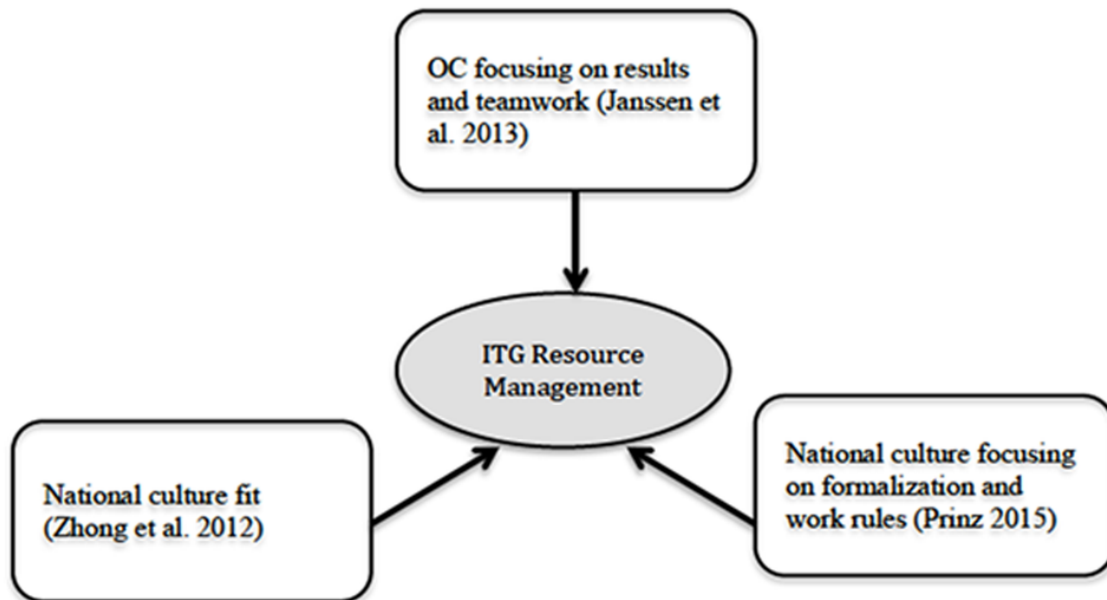 OC focusing on results
and teamwork (Janssen et
al. 2013)
ITG Resource
Management
National culture fit
(Zhong et al. 2012)
National culture focusing
on formalization and
work rules (Prinz 2015)